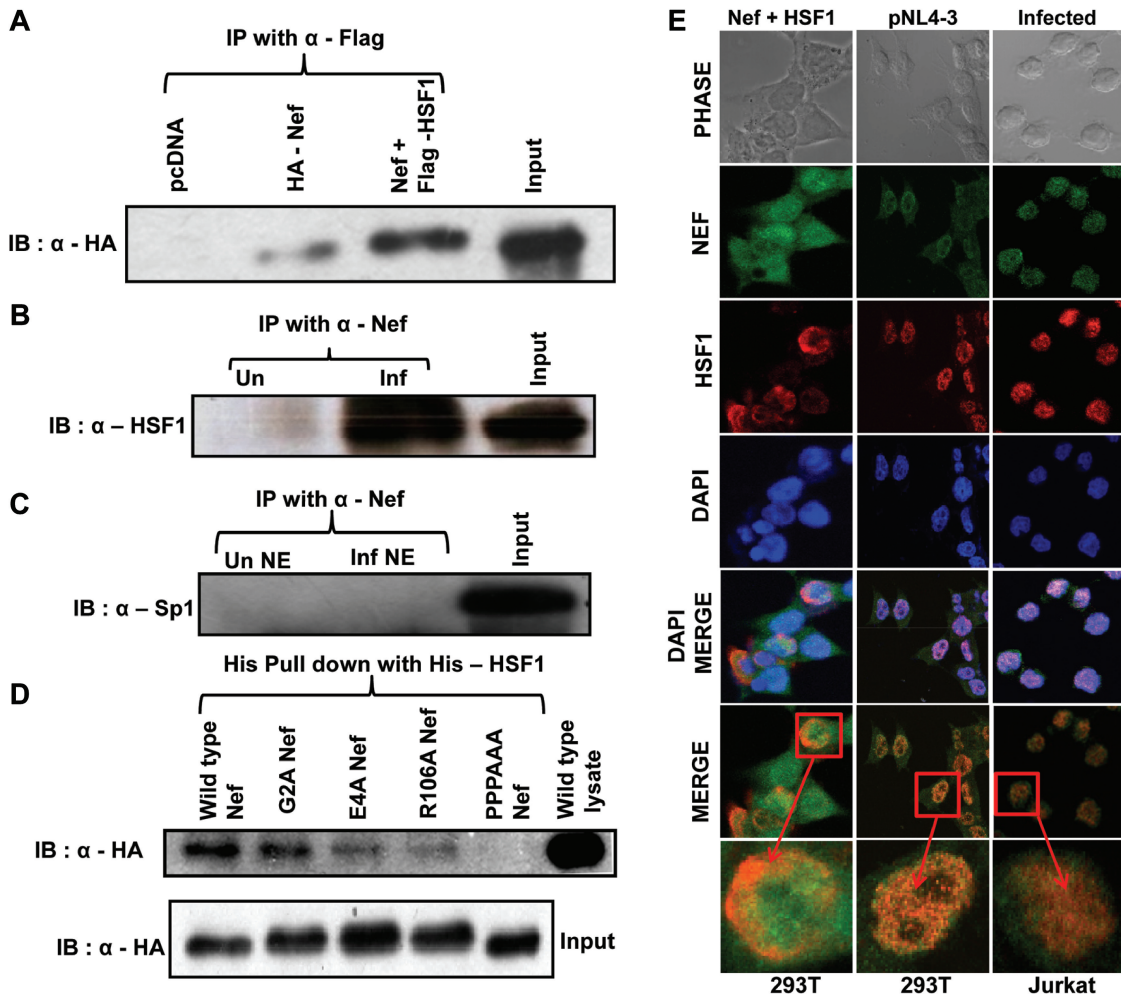 A
IP with α - Flag
pcDNA
HA - Nef
Nef +
Flag -HSF1
Input
IB : α - HA
B
IP with α - Nef
Un
Inf
Input
IB : α – HSF1
C
IP with α - Nef
Un NE
Inf NE
Input
IB : α – Sp1
D
His Pull down with His – HSF1
Wild type
Nef
G2A Nef
E4A Nef
R106A Nef
PPPAAA
Nef
Wild type
lysate
IB : α - HA
IB : α - HA
Input
E
Nef + HSF1
pNL4-3
Infected
PHASE
NEF
HSF1
DAPI
DAPI
MERGE
MERGE
293T
293T
Jurkat